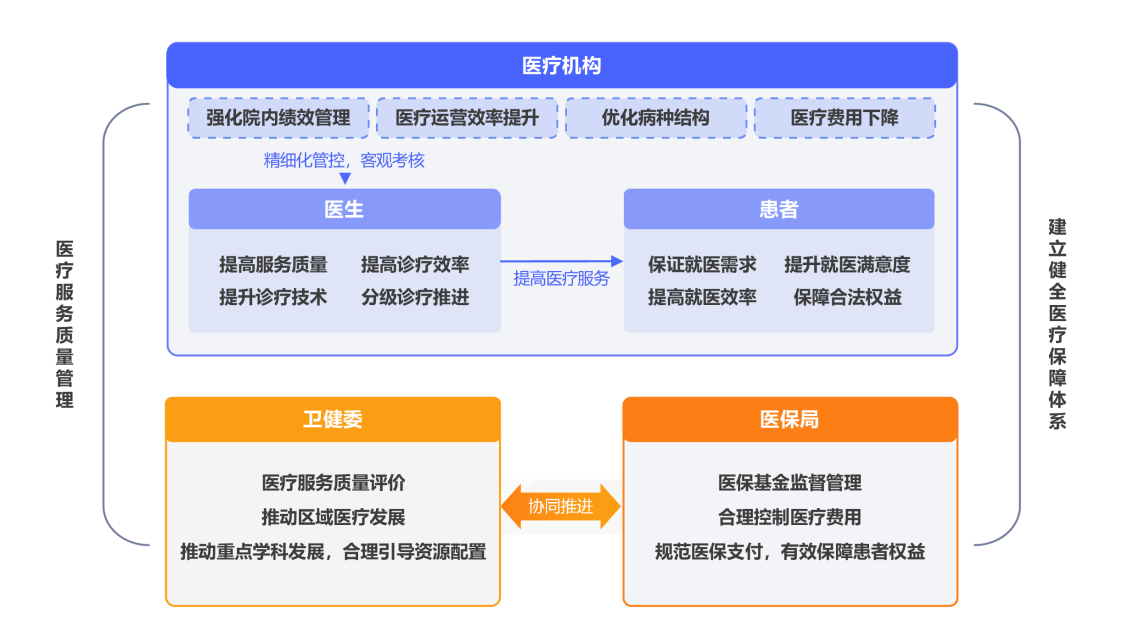 医疗机构
强化院内绩效管理
医疗运营效率提升
优化病种结构
医疗费用下降
精细化管控，客观考核
医生
提高服务质量 提高诊疗效率
提升诊疗技术 分级诊疗推进
提高医疗服务
患者
保证就医需求 提升就医满意度
提高就医效率 保障合法权益
医疗服务质量管理
建立健全医疗保障体系
卫健委
医疗服务质量评价
推动区域医疗发展
推动重点学科发展，合理引导资源配置
协同推进
医保局
医保基金监督管理
合理控制医疗费用
规范医保支付，有效保障患者权益